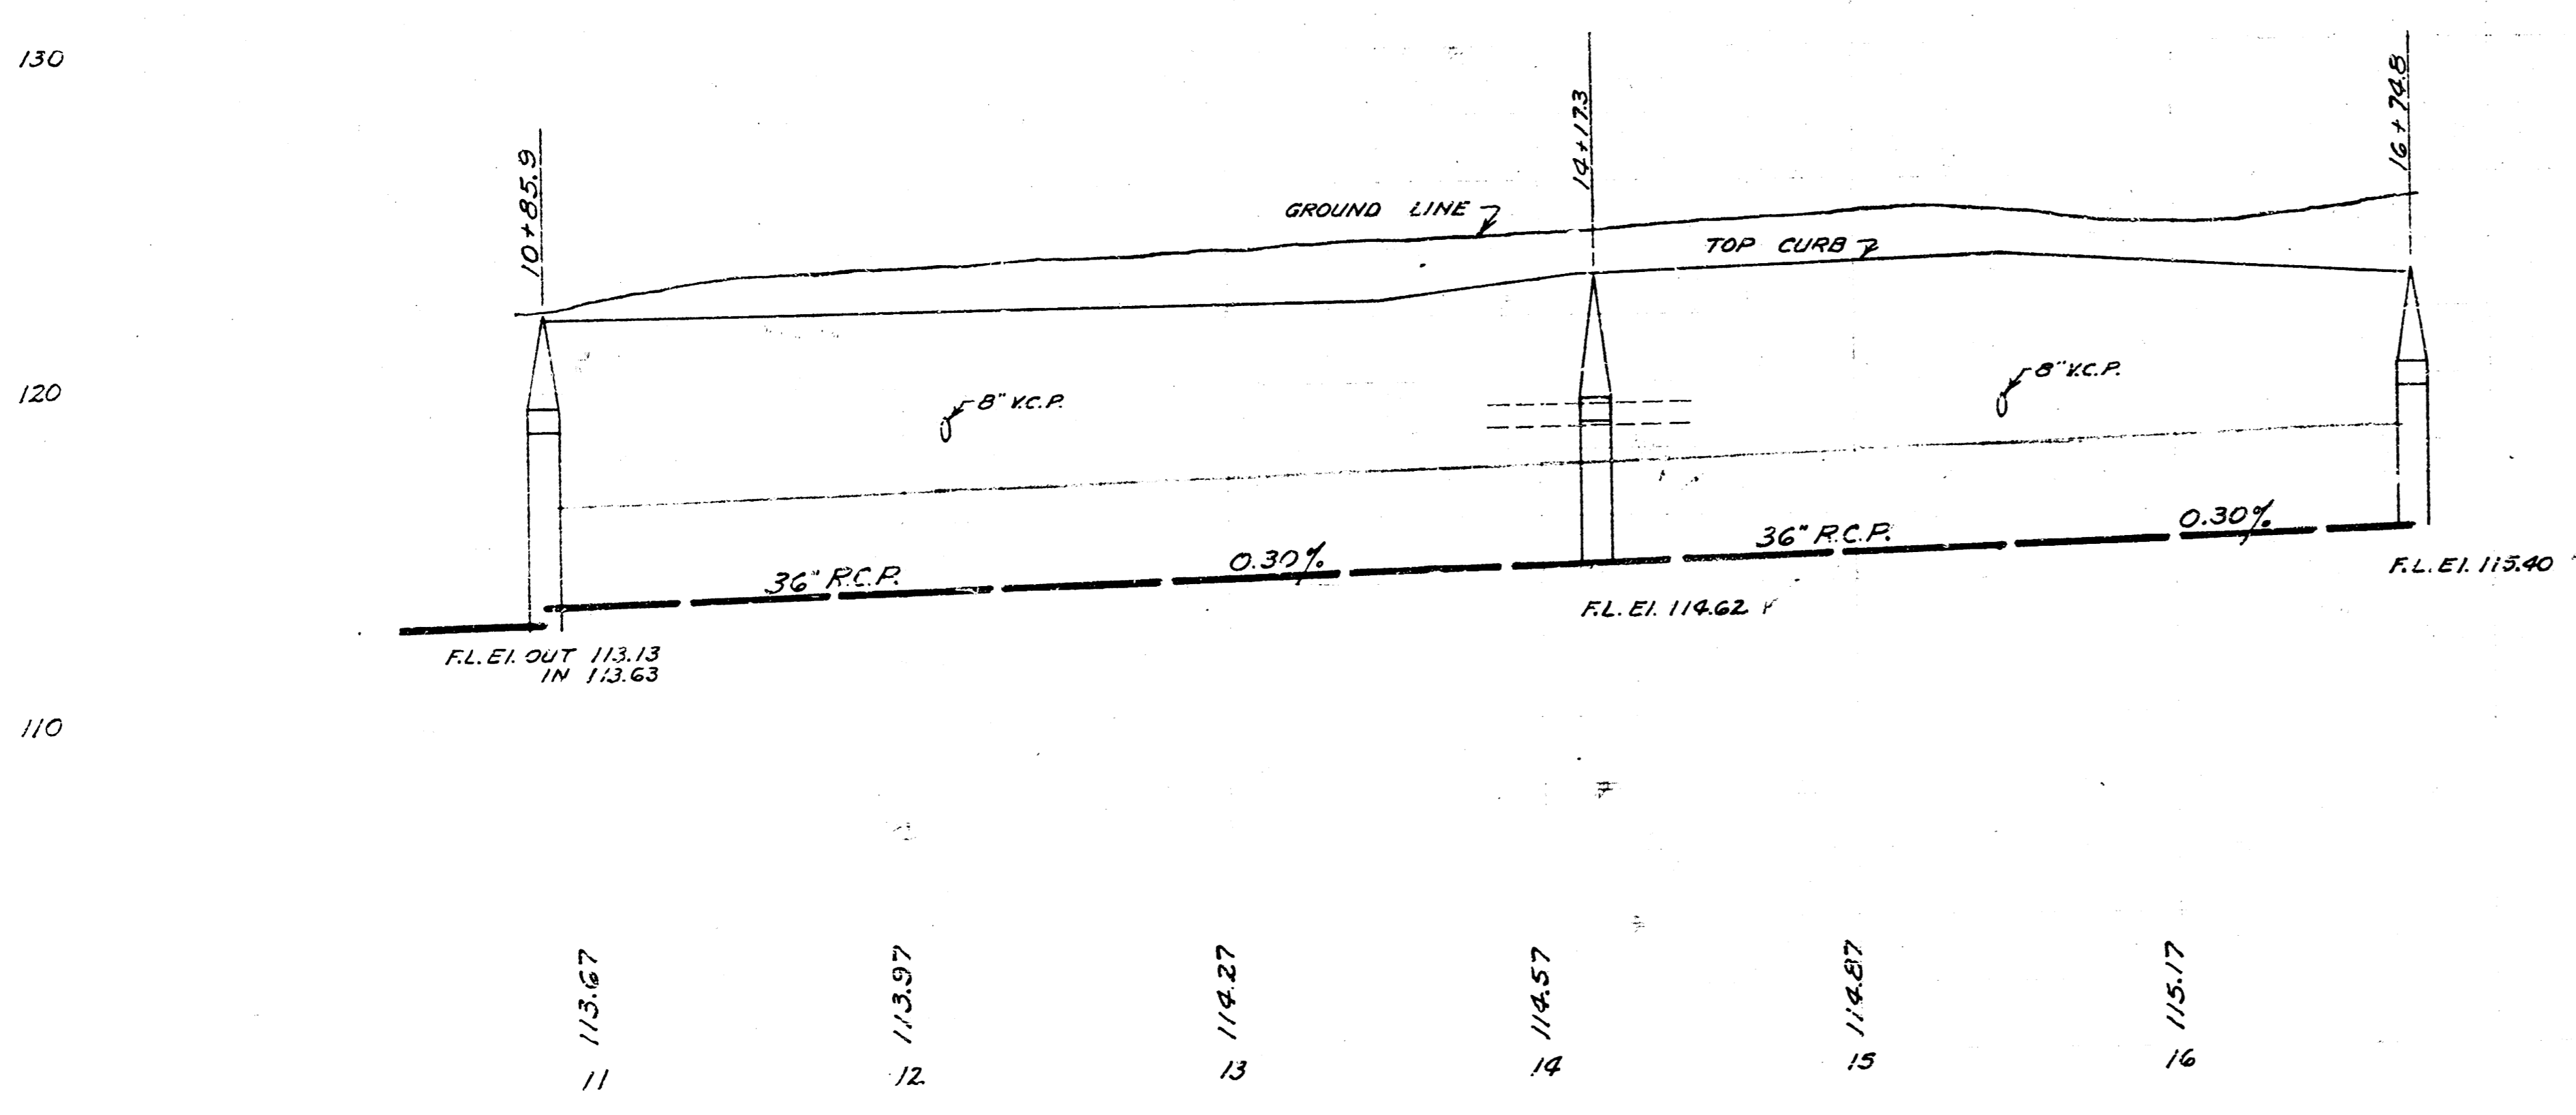 130
10+85.9
14+17.3
16+74.8
GROUND LINE
TOP CURB
120
8" V.C.P.
8" V.C.P.
36" R.C.P.
0.30%
36" R.C.P.
0.30%
F.L. El. OUT 113.13
IN 113.63
F.L. El. 114.62
F.L. El. 115.40
110
113.67
113.97
114.27
114.57
114.87
115.17
11
12
13
14
15
16